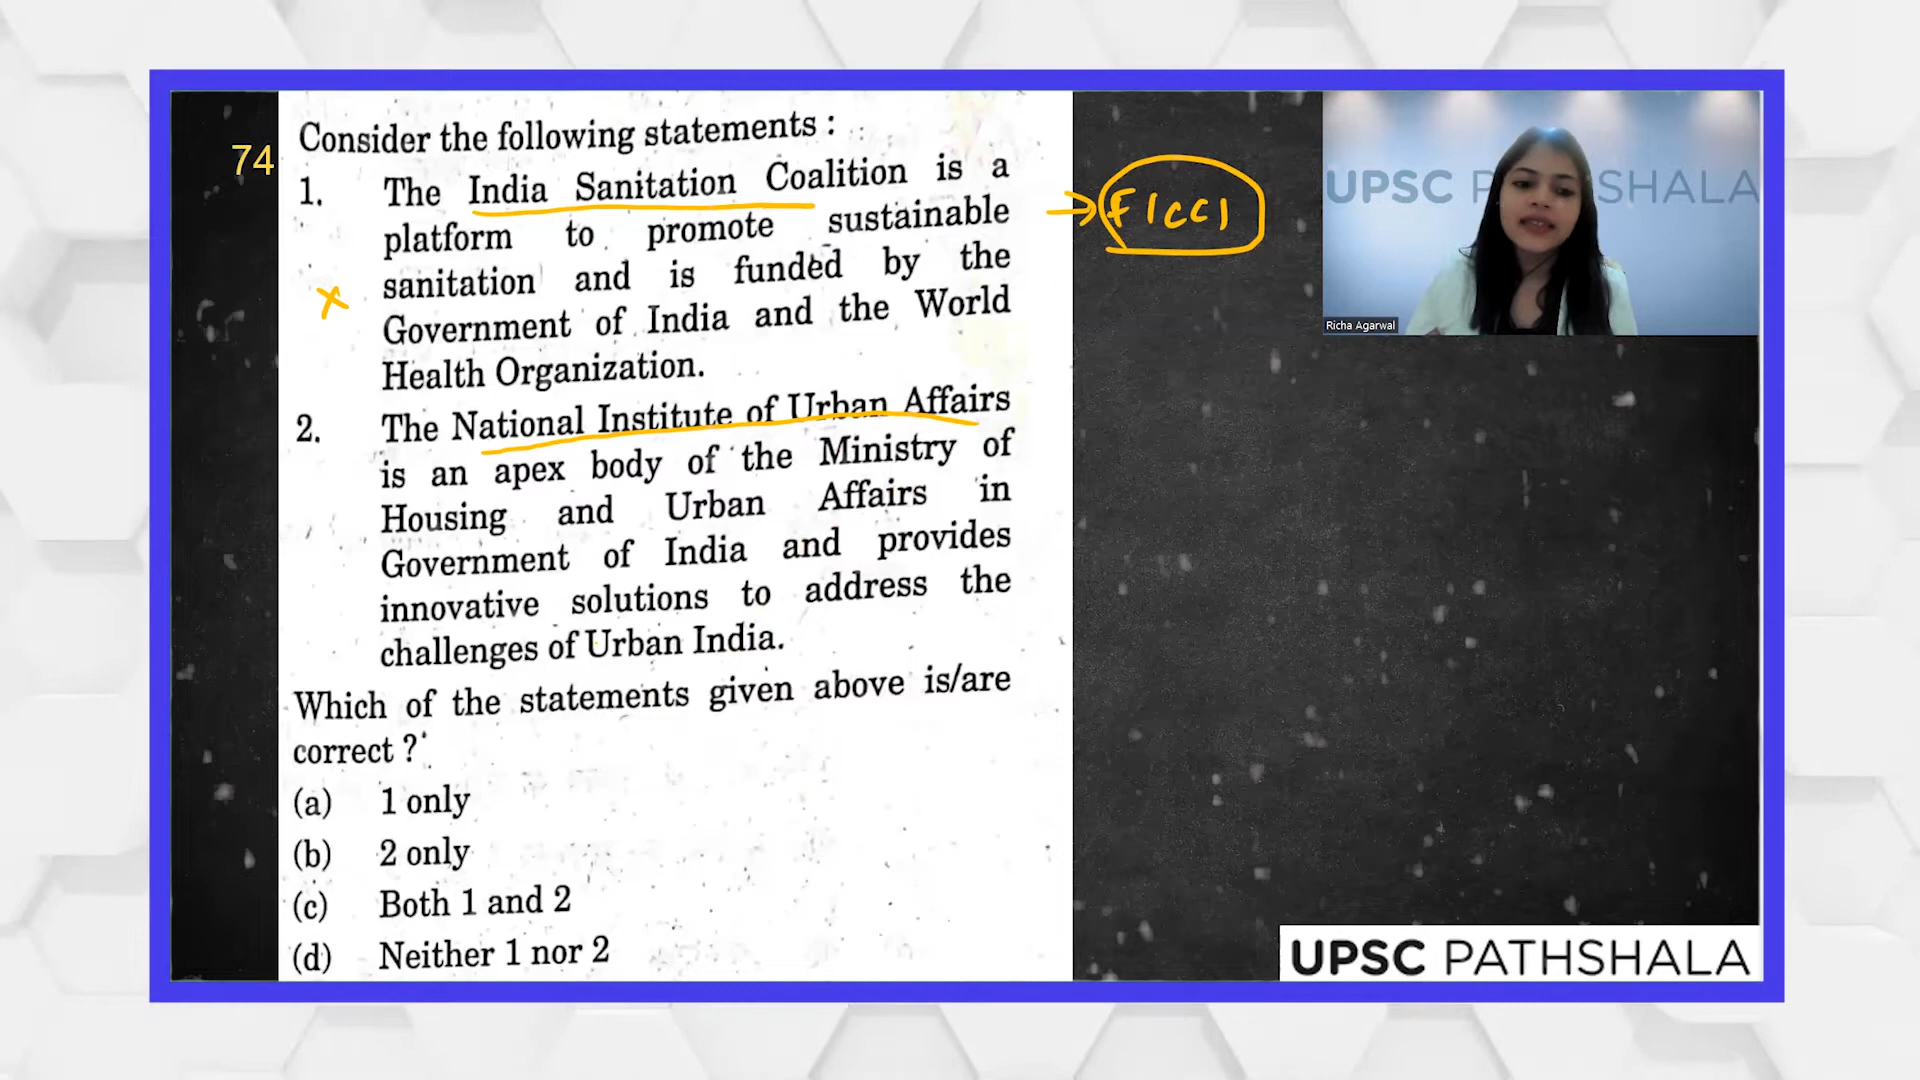 74
Consider the following statements :
1. The India Sanitation Coalition is a
platform to promote sustainable
sanitation and is funded by the
Government of India and the World
Health Organization.
2. The National Institute of Urban Affairs
is an apex body of the Ministry of
Housing and Urban Affairs in
Government of India and provides
innovative solutions to address the
challenges of Urban India.
Which of the statements given above is/are
correct ?
(a) 1 only
(b) 2 only
(c) Both 1 and 2
(d) Neither 1 nor 2
→ FICCI
x
UPSC PATHSHALA
Richa Agarwal
UPSC PATHSHALA